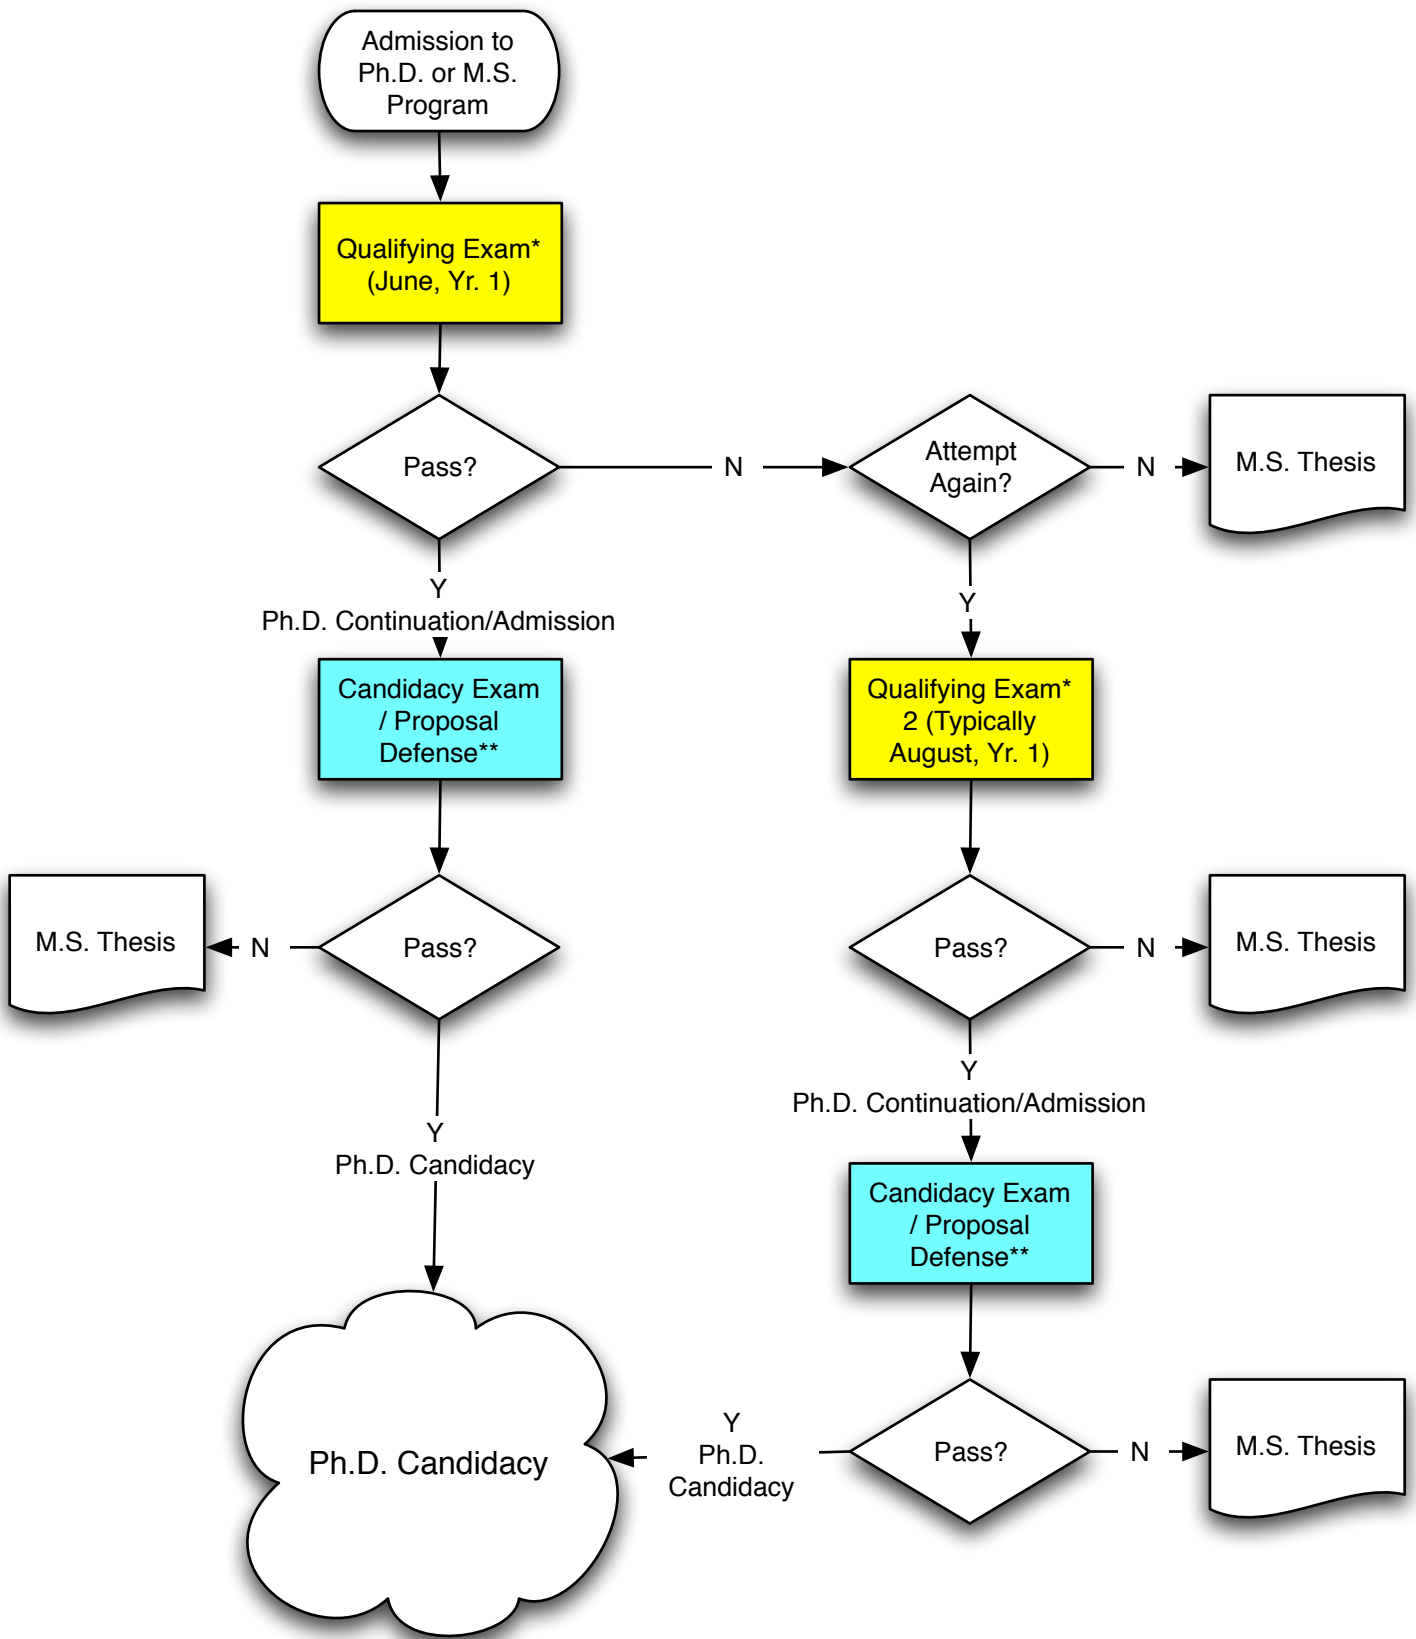 Admission to
Ph.D. or M.S.
Program
Qualifying Exam*
(June, Yr. 1)
Pass?
N
Attempt
Again?
N
M.S. Thesis
Y
Ph.D. Continuation/Admission
Y
Candidacy Exam
/ Proposal
Defense**
Qualifying Exam*
2 (Typically
August, Yr. 1)
M.S. Thesis
N
Pass?
Pass?
N
M.S. Thesis
Y
Ph.D. Candidacy
Y
Ph.D. Continuation/Admission
Candidacy Exam
/ Proposal
Defense**
Ph.D. Candidacy
Y
Ph.D.
Candidacy
Pass?
N
M.S. Thesis